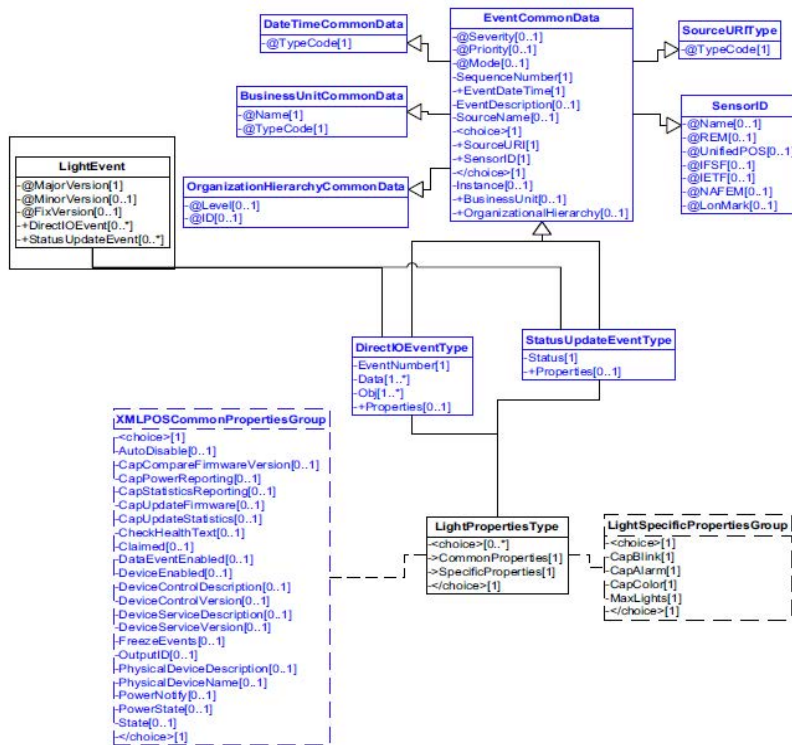 DateTimeCommonData
-@TypeCode[1]
BusinessUnitCommonData
-@Name[1]
-@TypeCode[1]
OrganizationHierarchyCommonData
-@Level[0..1]
-@ID[0..1]
EventCommonData
-@Severity[0..1]
-@Priority[0..1]
-@Mode[0..1]
-SequenceNumber[1]
-+EventDateTime[1]
-EventDescription[0..1]
-SourceName[0..1]
-<choice>[1]
-+SourceURI[1]
-+SensorID[1]
-</choice>[1]
-Instance[0..1]
-+BusinessUnit[0..1]
-+OrganizationalHierarchy[0..1]
SourceURIType
-@TypeCode[1]
SensorID
-@Name[0..1]
-@REM[0..1]
-@UnifiedPOS[0..1]
-@IFSF[0..1]
-@IETF[0..1]
-@NAFEM[0..1]
-@LonMark[0..1]
LightEvent
-@MajorVersion[1]
-@MinorVersion[0..1]
-@FixVersion[0..1]
-+DirectIOEvent[0..*]
-+StatusUpdateEvent[0..*]
DirectIOEventType
-EventNumber[1]
-Data[1..*]
-Obj[1..*]
-+Properties[0..1]
StatusUpdateEventType
-Status[1]
-+Properties[0..1]
XMLPOSCommonPropertiesGroup
-<choice>[1]
-AutoDisable[0..1]
-CapCompareFirmwareVersion[0..1]
-CapPowerReporting[0..1]
-CapStatisticsReporting[0..1]
-CapUpdateFirmware[0..1]
-CapUpdateStatistics[0..1]
-CheckHealthText[0..1]
-Claimed[0..1]
-DataEventEnabled[0..1]
-DeviceEnabled[0..1]
-DeviceControlDescription[0..1]
-DeviceControlVersion[0..1]
-DeviceServiceDescription[0..1]
-DeviceServiceVersion[0..1]
-FreezeEvents[0..1]
-OutputID[0..1]
-PhysicalDeviceDescription[0..1]
-PhysicalDeviceName[0..1]
-PowerNotify[0..1]
-PowerState[0..1]
-State[0..1]
-</choice>[1]
LightPropertiesType
-<choice>[0..*]
->CommonProperties[1]
->SpecificProperties[1]
-</choice>[1]
LightSpecificPropertiesGroup
-<choice>[1]
-CapBlink[1]
-CapAlarm[1]
-CapColor[1]
-MaxLights[1]
-</choice>[1]